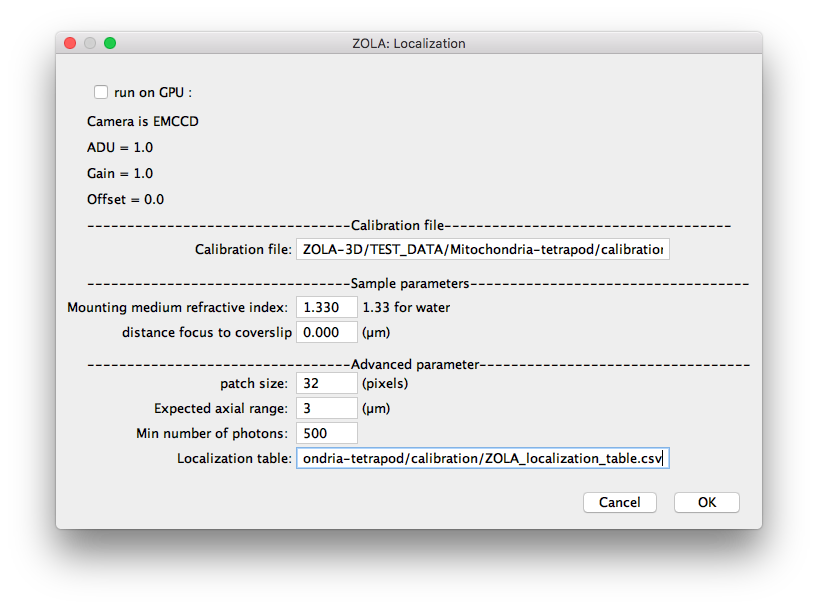 ZOLA: Localization
run on GPU :
Camera is EMCCD
ADU = 1.0
Gain = 1.0
Offset = 0.0
---------------------------------Calibration file------------------------------------
Calibration file: ZOLA-3D/TEST_DATA/Mitochondria-tetrapod/calibration
---------------------------------Sample parameters-----------------------------------
Mounting medium refractive index: 1.330 1.33 for water
distance focus to coverslip 0.000 (µm)
---------------------------------Advanced parameter----------------------------------
patch size: 32 (pixels)
Expected axial range: 3 (µm)
Min number of photons: 500
Localization table: ondria-tetrapod/calibration/ZOLA_localization_table.csv
Cancel OK